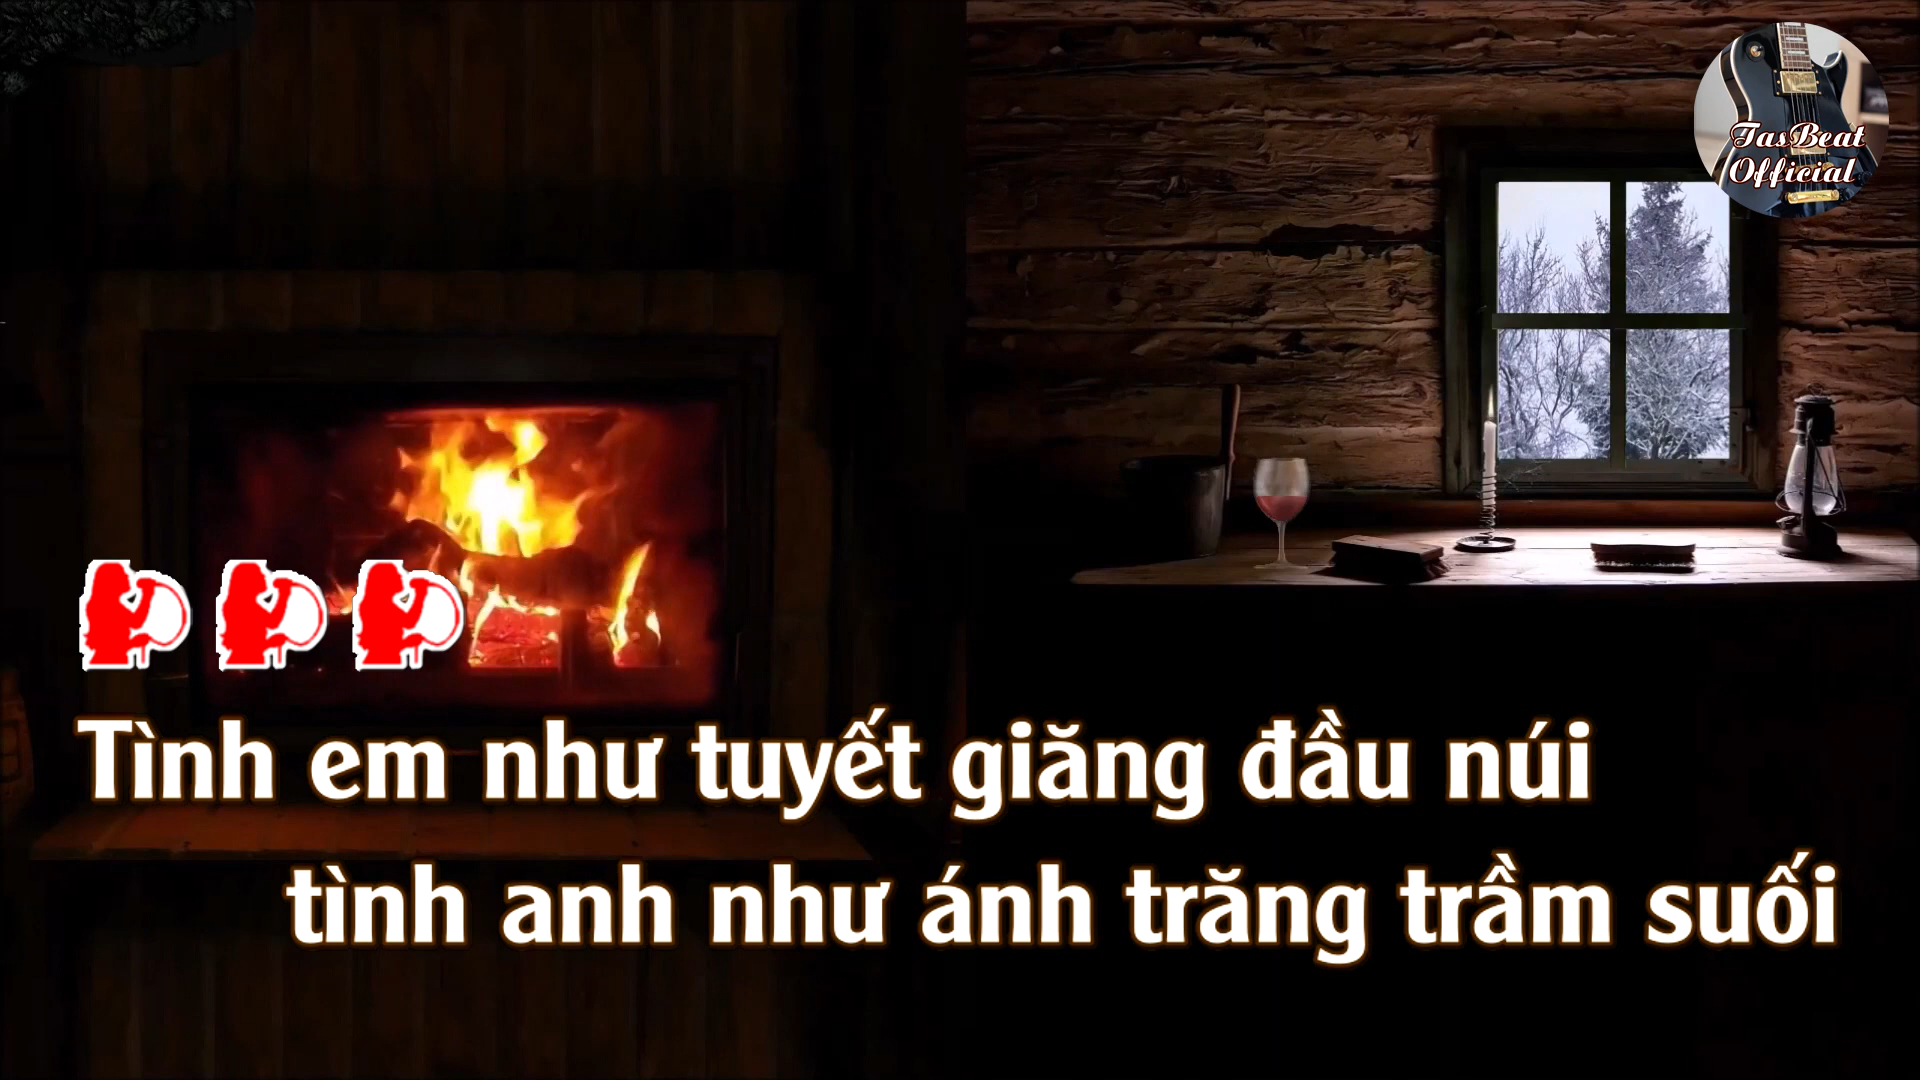 TasBeat
Official
Tình em như tuyết giăng đầu núi
tình anh như ánh trăng trầm suối